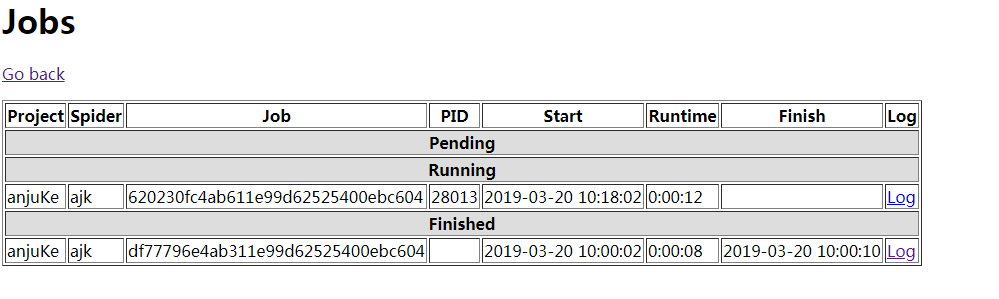 Jobs
Go back
Project Spider Job PID Start Runtime Finish Log
Pending
Running
anjuKe ajk 620230fc4ab611e99d62525400ebc604 28013 2019-03-20 10:18:02 0:00:12 Log
Finished
anjuKe ajk df77796e4ab311e99d62525400ebc604 2019-03-20 10:00:02 0:00:08 2019-03-20 10:00:10 Log